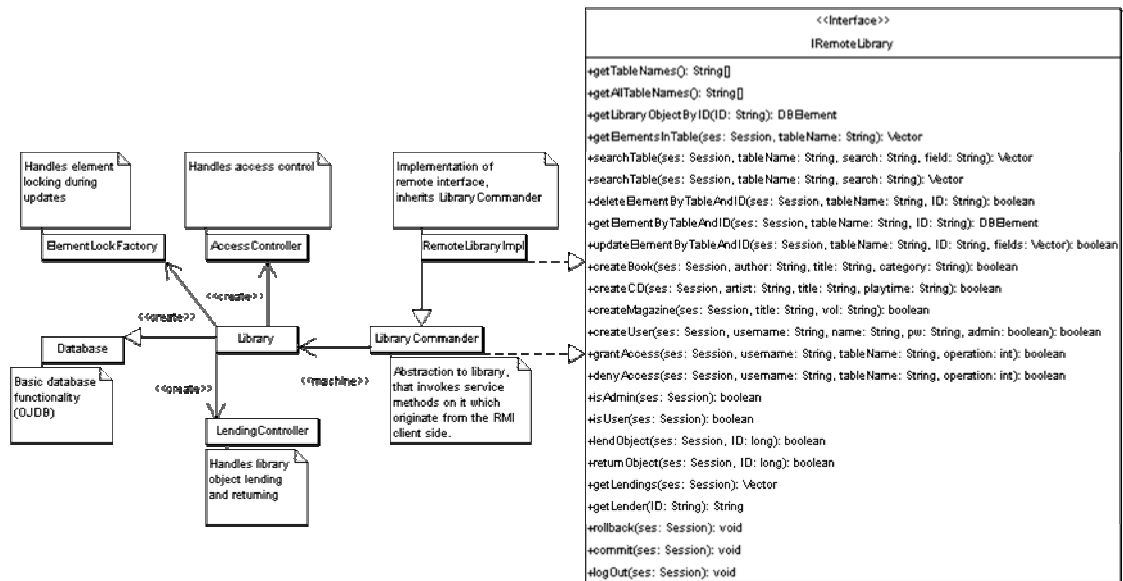 <<Interface>>
IRemoteLibrary
+getTableNames(): String[]
+getAllTableNames(): String[]
+getLibraryObjectByID(ID: String): DBElement
+getElementsInTable(ses: Session, tableName: String): Vector
+searchTable(ses: Session, tableName: String, search: String, field: String): Vector
+searchTable(ses: Session, tableName: String, search: String): Vector
+deleteElementByTableAndID(ses: Session, tableName: String, ID: String): boolean
+getElementByTableAndID(ses: Session, tableName: String, ID: String): DBElement
+updateElementByTableAndID(ses: Session, tableName: String, ID: String, fields: Vector): boolean
+createBook(ses: Session, author: String, title: String, category: String): boolean
+createCD(ses: Session, artist: String, title: String, playtime: String): boolean
+createMagazine(ses: Session, title: String, vol: String): boolean
+createUser(ses: Session, username: String, name: String, pw: String, admin: boolean): boolean
+grantAccess(ses: Session, username: String, tableName: String, operation: int): boolean
+denyAccess(ses: Session, username: String, tableName: String, operation: int): boolean
+isAdmin(ses: Session): boolean
+isUser(ses: Session): boolean
+lendObject(ses: Session, ID: long): boolean
+returnObject(ses: Session, ID: long): boolean
+getLendings(ses: Session): Vector
+getLender(ID: String): String
+rollback(ses: Session): void
+commit(ses: Session): void
+logOut(ses: Session): void
Handles element
locking during
updates
ElementLockFactory
Handles access control
AccessController
Implementation of
remote interface,
inherits LibraryCommander
RemoteLibraryImpl
<<create>>
<<create>>
Database
Library
LibraryCommander
Basic database
functionality
(OJDB)
<<create>>
<<machine>>
Abstraction to library,
that invokes service
methods on it which
originate from the RMI
client side.
LendingController
Handles library
object lending
and returning